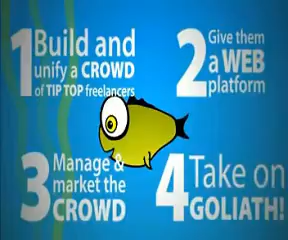 1 Build and
unify a CROWD
of TIP TOP freelancers
2 Give them
a WEB
platform
3 Manage &
market the
CROWD
4 Take on
GOLIATH!